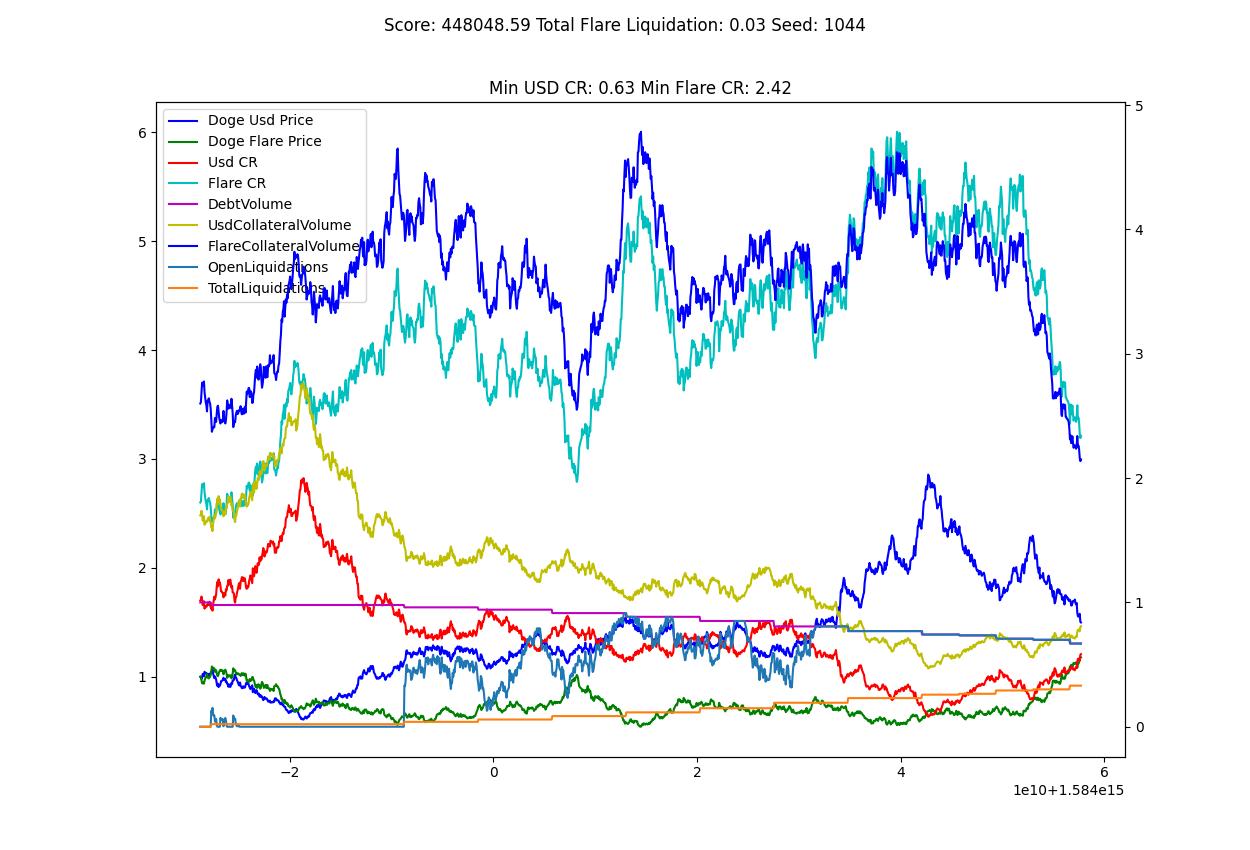 Score: 448048.59 Total Flare Liquidation: 0.03 Seed: 1044
Min USD CR: 0.63 Min Flare CR: 2.42
Doge Usd Price
Doge Flare Price
Usd CR
Flare CR
DebtVolume
UsdCollateralVolume
FlareCollateralVolume
OpenLiquidations
TotalLiquidations
6
5
4
3
2
1
5
4
3
2
1
0
−2
0
2
4
6
1e10+1.584e15